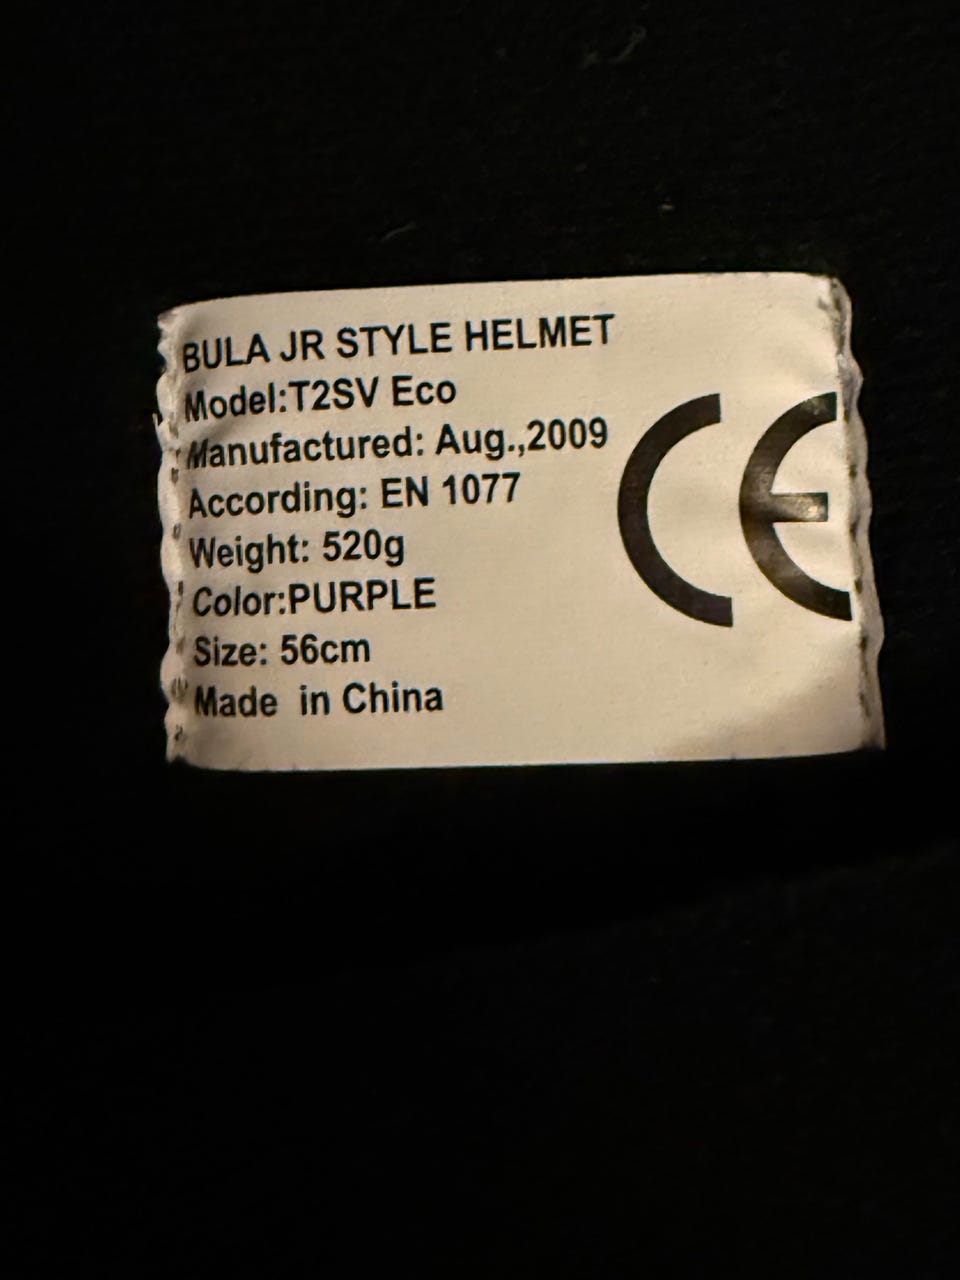 BULA JR STYLE HELMET
Model:T2SV Eco
Manufactured: Aug.,2009
According: EN 1077
Weight: 520g
Color:PURPLE
Size: 56cm
Made in China
CE